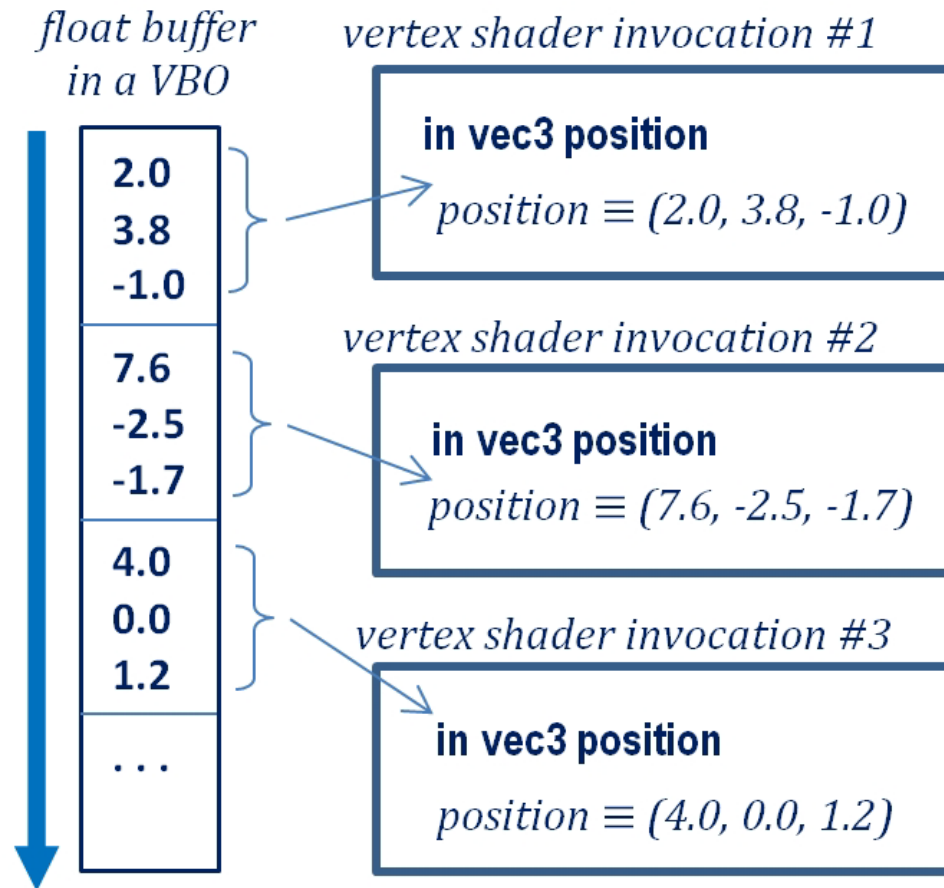 float buffer
in a VBO
2.0
3.8
-1.0
7.6
-2.5
-1.7
4.0
0.0
1.2
. . .
vertex shader invocation #1
in vec3 position
position ≡ (2.0, 3.8, -1.0)
vertex shader invocation #2
in vec3 position
position ≡ (7.6, -2.5, -1.7)
vertex shader invocation #3
in vec3 position
position ≡ (4.0, 0.0, 1.2)